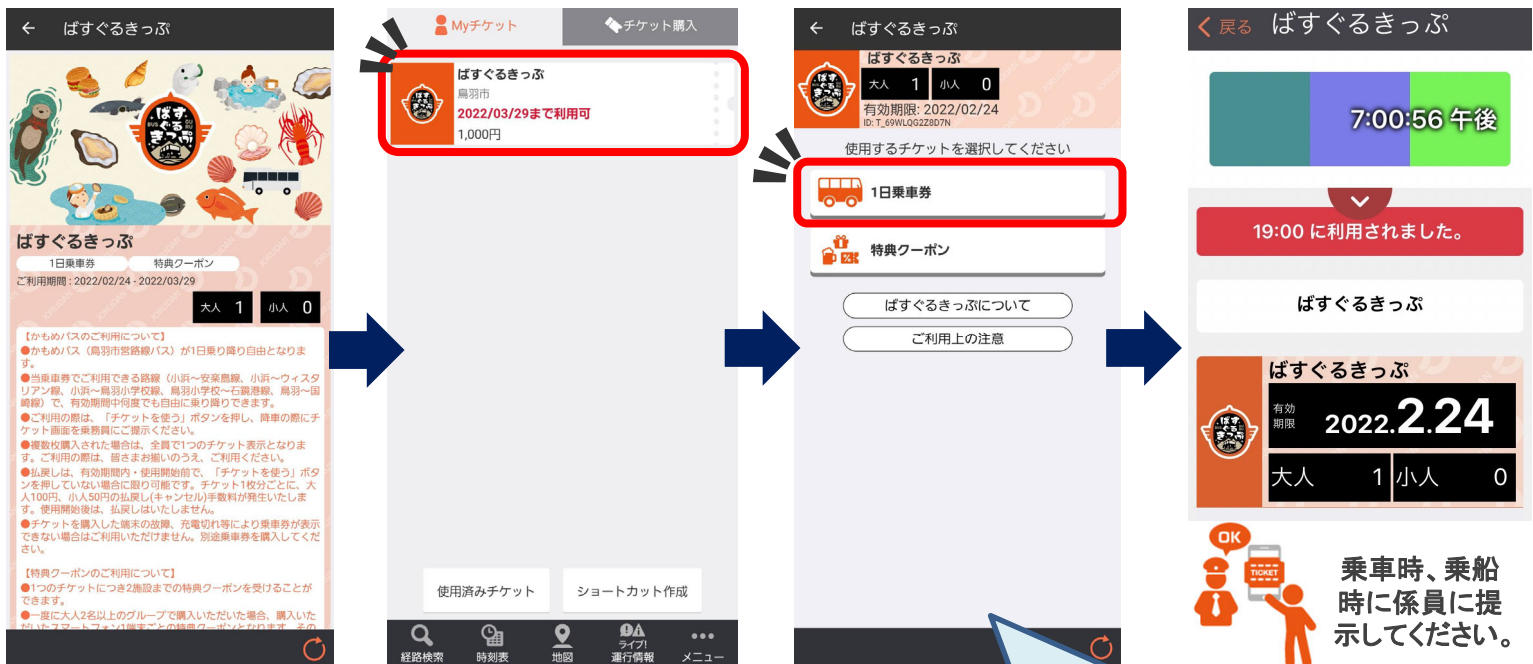 ← ばすぐるきっぷ
ばす
ぐる
きっぷ
BUS
GURU
ばすぐるきっぷ
1日乗車券 特典クーポン
ご利用期間 : 2022/02/24 - 2022/03/29
大人 1 小人 0
【かもめバスのご利用について】
●かもめバス（鳥羽市営路線バス）が1日乗り降り自由となりま
す。
●当乗車券でご利用できる路線（小浜～安楽島線、小浜～ウィスタ
リアン線、小浜～鳥羽小学校線、鳥羽小学校～石鏡港線、鳥羽～国
崎線）で、有効期間中何度でも自由に乗り降りできます。
●ご利用の際は、「チケットを使う」ボタンを押し、降車の際にチ
ケット画面を乗務員にご提示ください。
●複数枚購入された場合は、全員で1つのチケット表示となりま
す。ご利用の際は、皆さまお揃いのうえ、ご利用ください。
●払戻しは、有効期間内・使用開始前で、「チケットを使う」ボタ
ンを押していない場合に限り可能です。チケット1枚分ごとに、大
人100円、小人50円の払戻し(キャンセル)手数料が発生いたしま
す。使用開始後は、払戻しはいたしません。
●チケットを購入した端末の故障、充電切れ等により乗車券が表示
できない場合はご利用いただけません。別途乗車券を購入してくだ
さい。
【特典クーポンのご利用について】
●1つのチケットにつき2施設までの特典クーポンを受けることが
できます。
●一度に大人2名以上のグループで購入いただいた場合、購入いた
だいたスマートフォン1端末ごとの特典クーポンとなります。その
Myチケット チケット購入
ばすぐるきっぷ
鳥羽市
2022/03/29まで利用可
1,000円
使用済みチケット ショートカット作成
経路検索 時刻表 地図 ライブ!
運行情報 メニュー
← ばすぐるきっぷ
ばすぐるきっぷ
大人 1 小人 0
有効期限: 2022/02/24
ID: T_69WLQG2Z8D7N
使用するチケットを選択してください
1日乗車券
特典クーポン
ばすぐるきっぷについて
ご利用上の注意
戻る ばすぐるきっぷ
7:00:56 午後
19:00 に利用されました。
ばすぐるきっぷ
ばすぐるきっぷ
有効
期限 2022.2.24
大人 1 小人 0
OK
TICKET
乗車時、乗船
時に係員に提
示してください。